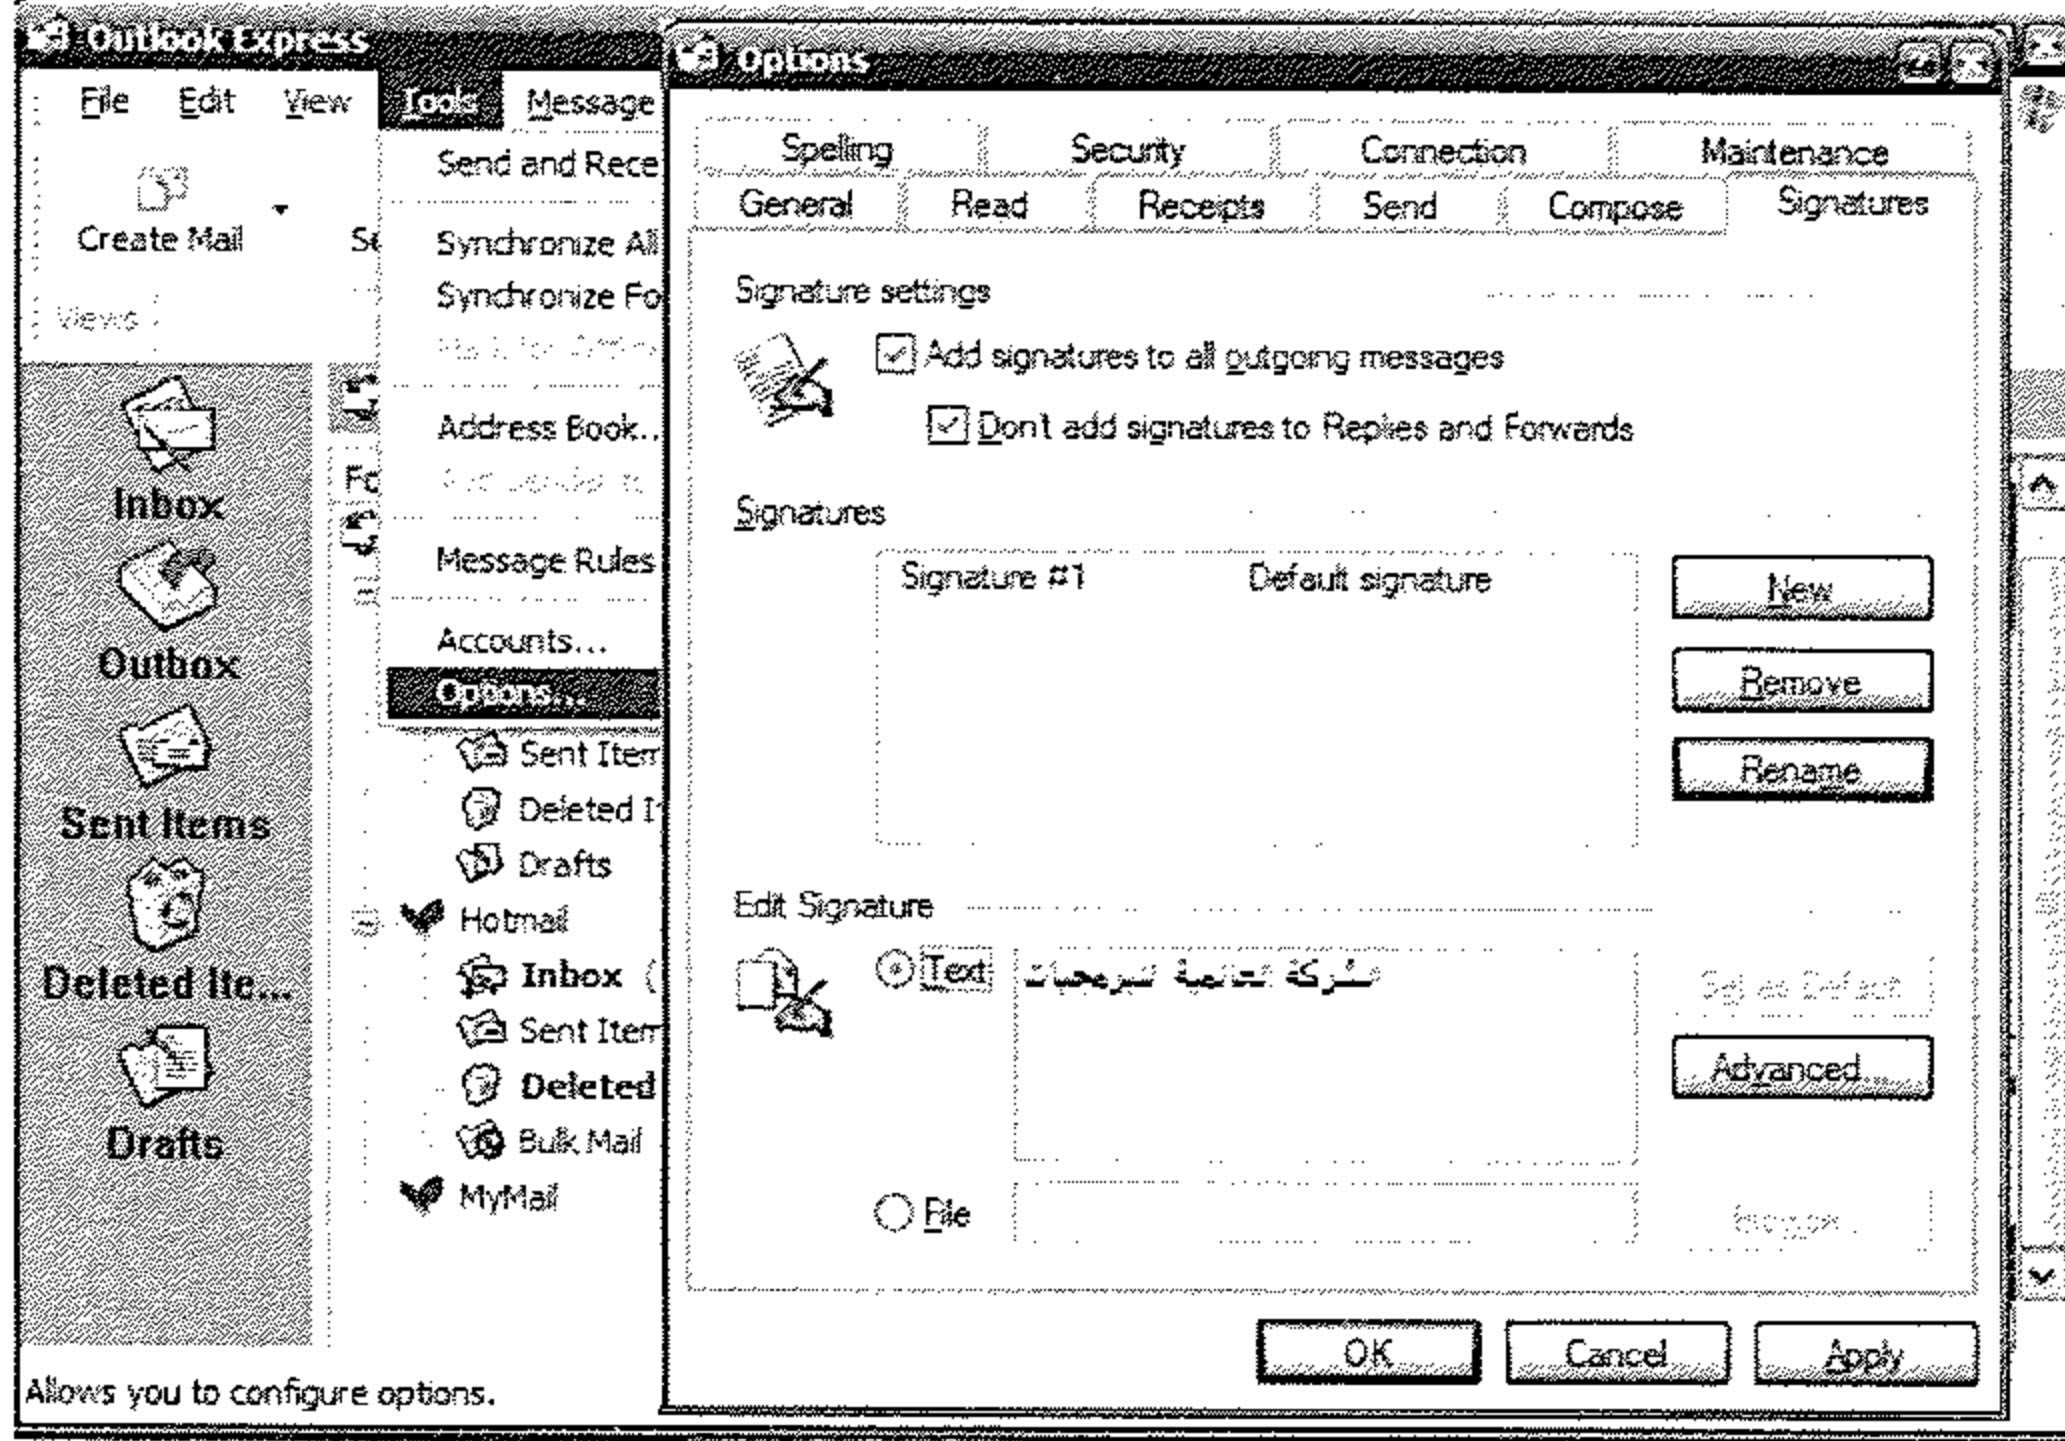 Outlook Express
File Edit View Tools Message
Create Mail
Views
Inbox
Outbox
Sent Items
Deleted Ite...
Drafts
Send and Rece
Synchronize All
Synchronize Fo
Address Book..
Message Rules
Accounts...
Options...
Sent Item
Deleted I
Drafts
Hotmail
Inbox (
Sent Item
Deleted
Bulk Mail
MyMail
Allows you to configure options.
Options
Spelling Security Connection Maintenance
General Read Receipts Send Compose Signatures
Signature settings
Add signatures to all outgoing messages
Don't add signatures to Replies and Forwards
Signatures
Signature #1 Default signature
New
Remove
Rename
Edit Signature
Text
الشركة العالمية للبرمجيات
Set as Default
Advanced...
File
Browse...
OK Cancel Apply